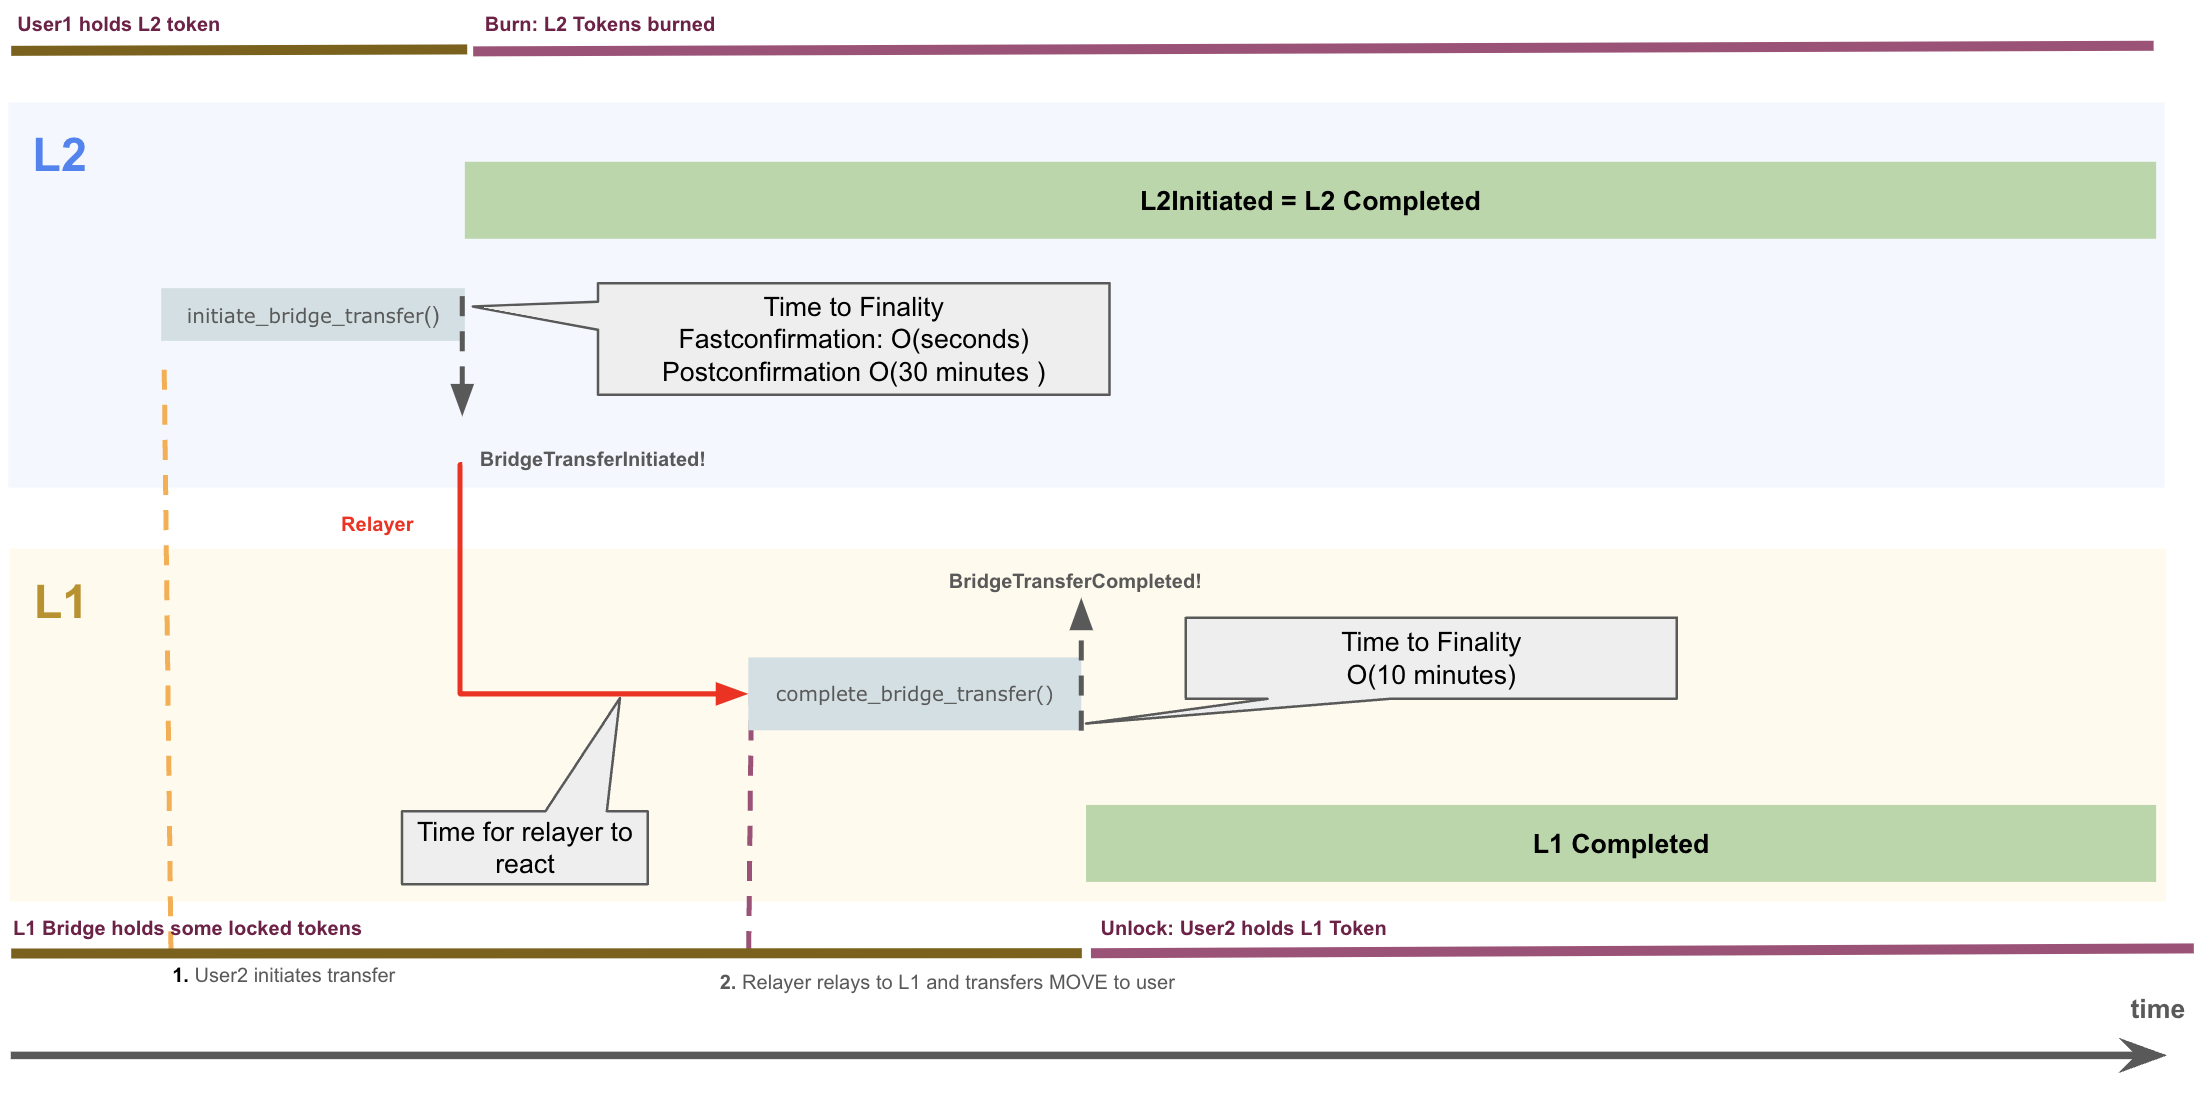 User1 holds L2 token
Burn: L2 Tokens burned
L2
L2Initiated = L2 Completed
initiate_bridge_transfer()
Time to Finality
Fastconfirmation: O(seconds)
Postconfirmation O(30 minutes )
BridgeTransferInitiated!
Relayer
L1
BridgeTransferCompleted!
Time to Finality
O(10 minutes)
complete_bridge_transfer()
Time for relayer to
react
L1 Completed
L1 Bridge holds some locked tokens
Unlock: User2 holds L1 Token
1. User2 initiates transfer
2. Relayer relays to L1 and transfers MOVE to user
time